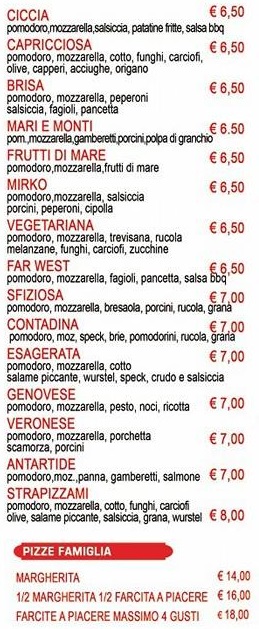 CICCIA € 6,50
pomodoro,mozzarella,salsiccia, patatine fritte, salsa bbq
CAPRICCIOSA € 6,50
pomodoro, mozzarella, cotto, funghi, carciofi,
olive, capperi, acciughe, origano
BRISA € 6,50
pomodoro, mozzarella, peperoni
salsiccia, fagioli, pancetta
MARI E MONTI € 6,50
pom.,mozzarella,gamberetti,porcini,polpa di granchio
FRUTTI DI MARE € 6,50
pomodoro,mozzarella,frutti di mare
MIRKO € 6,50
pomodoro,mozzarella, salsiccia
porcini, peperoni, cipolla
VEGETARIANA € 6,50
pomodoro, mozzarella, trevisana, rucola
melanzane, funghi, carciofi, zucchine
FAR WEST € 6,50
pomodoro, mozzarella, fagioli, pancetta, salsa bbq
SFIZIOSA € 7,00
pomodoro, mozzarella, bresaola, porcini, rucola, grana
CONTADINA € 7,00
pomodoro, moz, speck, brie, pomodorini, rucola, grana
ESAGERATA € 7,00
pomodoro, mozzarella, cotto
salame piccante, wurstel, speck, crudo e salsiccia
GENOVESE € 7,00
pomodoro, mozzarella, pesto, noci, ricotta
VERONESE € 7,00
pomodoro, mozzarella, porchetta
scamorza, porcini
ANTARTIDE € 7,00
pomodoro,moz.,panna, gamberetti, salmone
STRAPIZZAMI € 8,00
pomodoro, mozzarella, cotto, funghi, carciofi
olive, salame piccante, salsiccia, grana, wurstel
PIZZE FAMIGLIA
MARGHERITA € 14,00
1/2 MARGHERITA 1/2 FARCITA A PIACERE € 16,00
FARCITE A PIACERE MASSIMO 4 GUSTI € 18,00